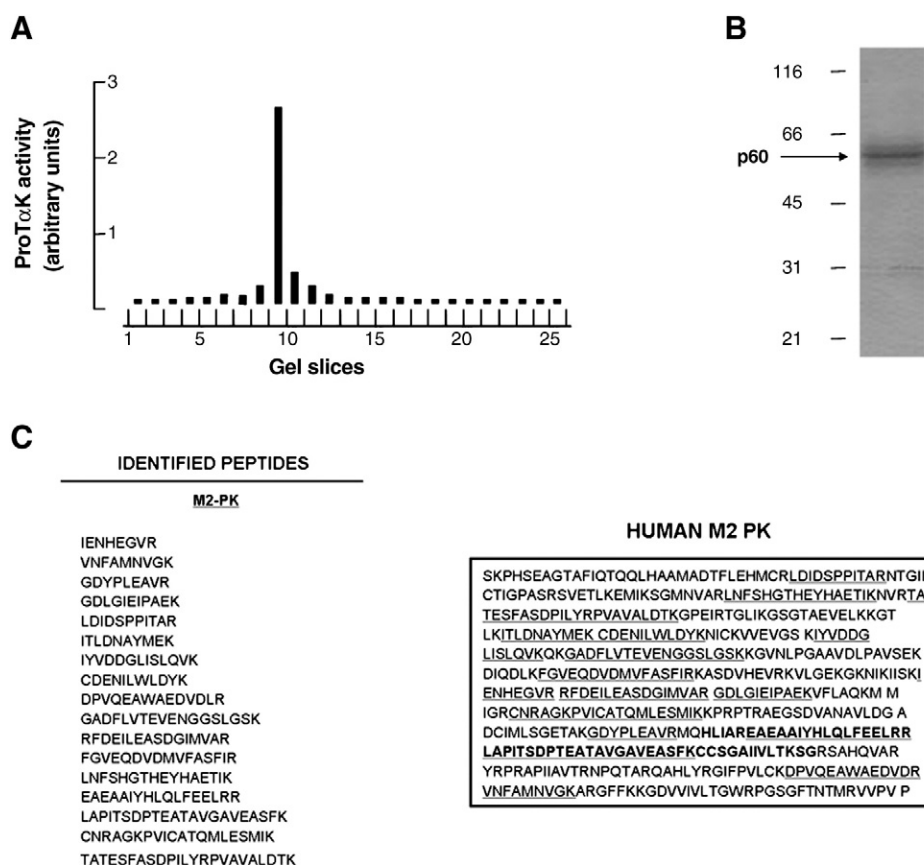 A
B
3
2
1
ProTαK activity
(arbitrary units)
1 5 10 15 20 25
Gel slices
116
66
p60
45
31
21
C
IDENTIFIED PEPTIDES
M2-PK
IENHEGVR
VNFAMNVGK
GDYPLEAVR
GDLGIEIPAEK
LDIDSPPITAR
ITLDNAYMEK
IYVDDGLISLQVK
CDENILWLDYK
DPVQEAWAEDVDLR
GADFLVTEVENGGSLGSK
RFDEILEASDGIMVAR
FGVEQDVDMVFASFIR
LNFSHGTHEYHAETIK
EAEAAIYHLQLFEELRR
LAPITSDPTEATAVGAVEASFK
CNRAGKPVICATQMLESMIK
TATESFASDPILYRPVAVALDTK
HUMAN M2 PK
SKPHSEAGTAFIQTQQLHAAMADTFLEHMCRLDIDSPPITARNTGII
CTIGPASRSVETLKEMIKSGMNVARLNFSHGTHEYHAETIKNVRTA
TESFASDPILYRPVAVALDTKGPEIRTGLIKGSGTAEVELKKGT
LKITLDNAYMEK CDENILWLDYKNICKVVEVGS KIYVDDG
LISLQVKQKGADFLVTEVENGGSLGSKKGVNLPGAAVDLPAVSEK
DIQDLKFGVEQDVDMVFASFIRKASDVHEVRKVLGEKGKNIKIISKI
ENHEGVR RFDEILEASDGIMVAR GDLGIEIPAEKVFLAQKM M
IGRCNRAGKPVICATQMLESMIKKPRPTRAEGSDVANAVLDG A
DCIMLSGETAKGDYPLEAVRMQHLIAREAEAAIYHLQLFEELRR
LAPITSDPTEATAVGAVEASFKCCSGAIIVLTKSGRSAHQVAR
YRPRAPIIAVTRNPQTARQAHLYRGIFPVLCKDPVQEAWAEDVDR
VNFAMNVGKARGFFKKGDVVIVLTGWRPGSGFTNTMRVVPV P